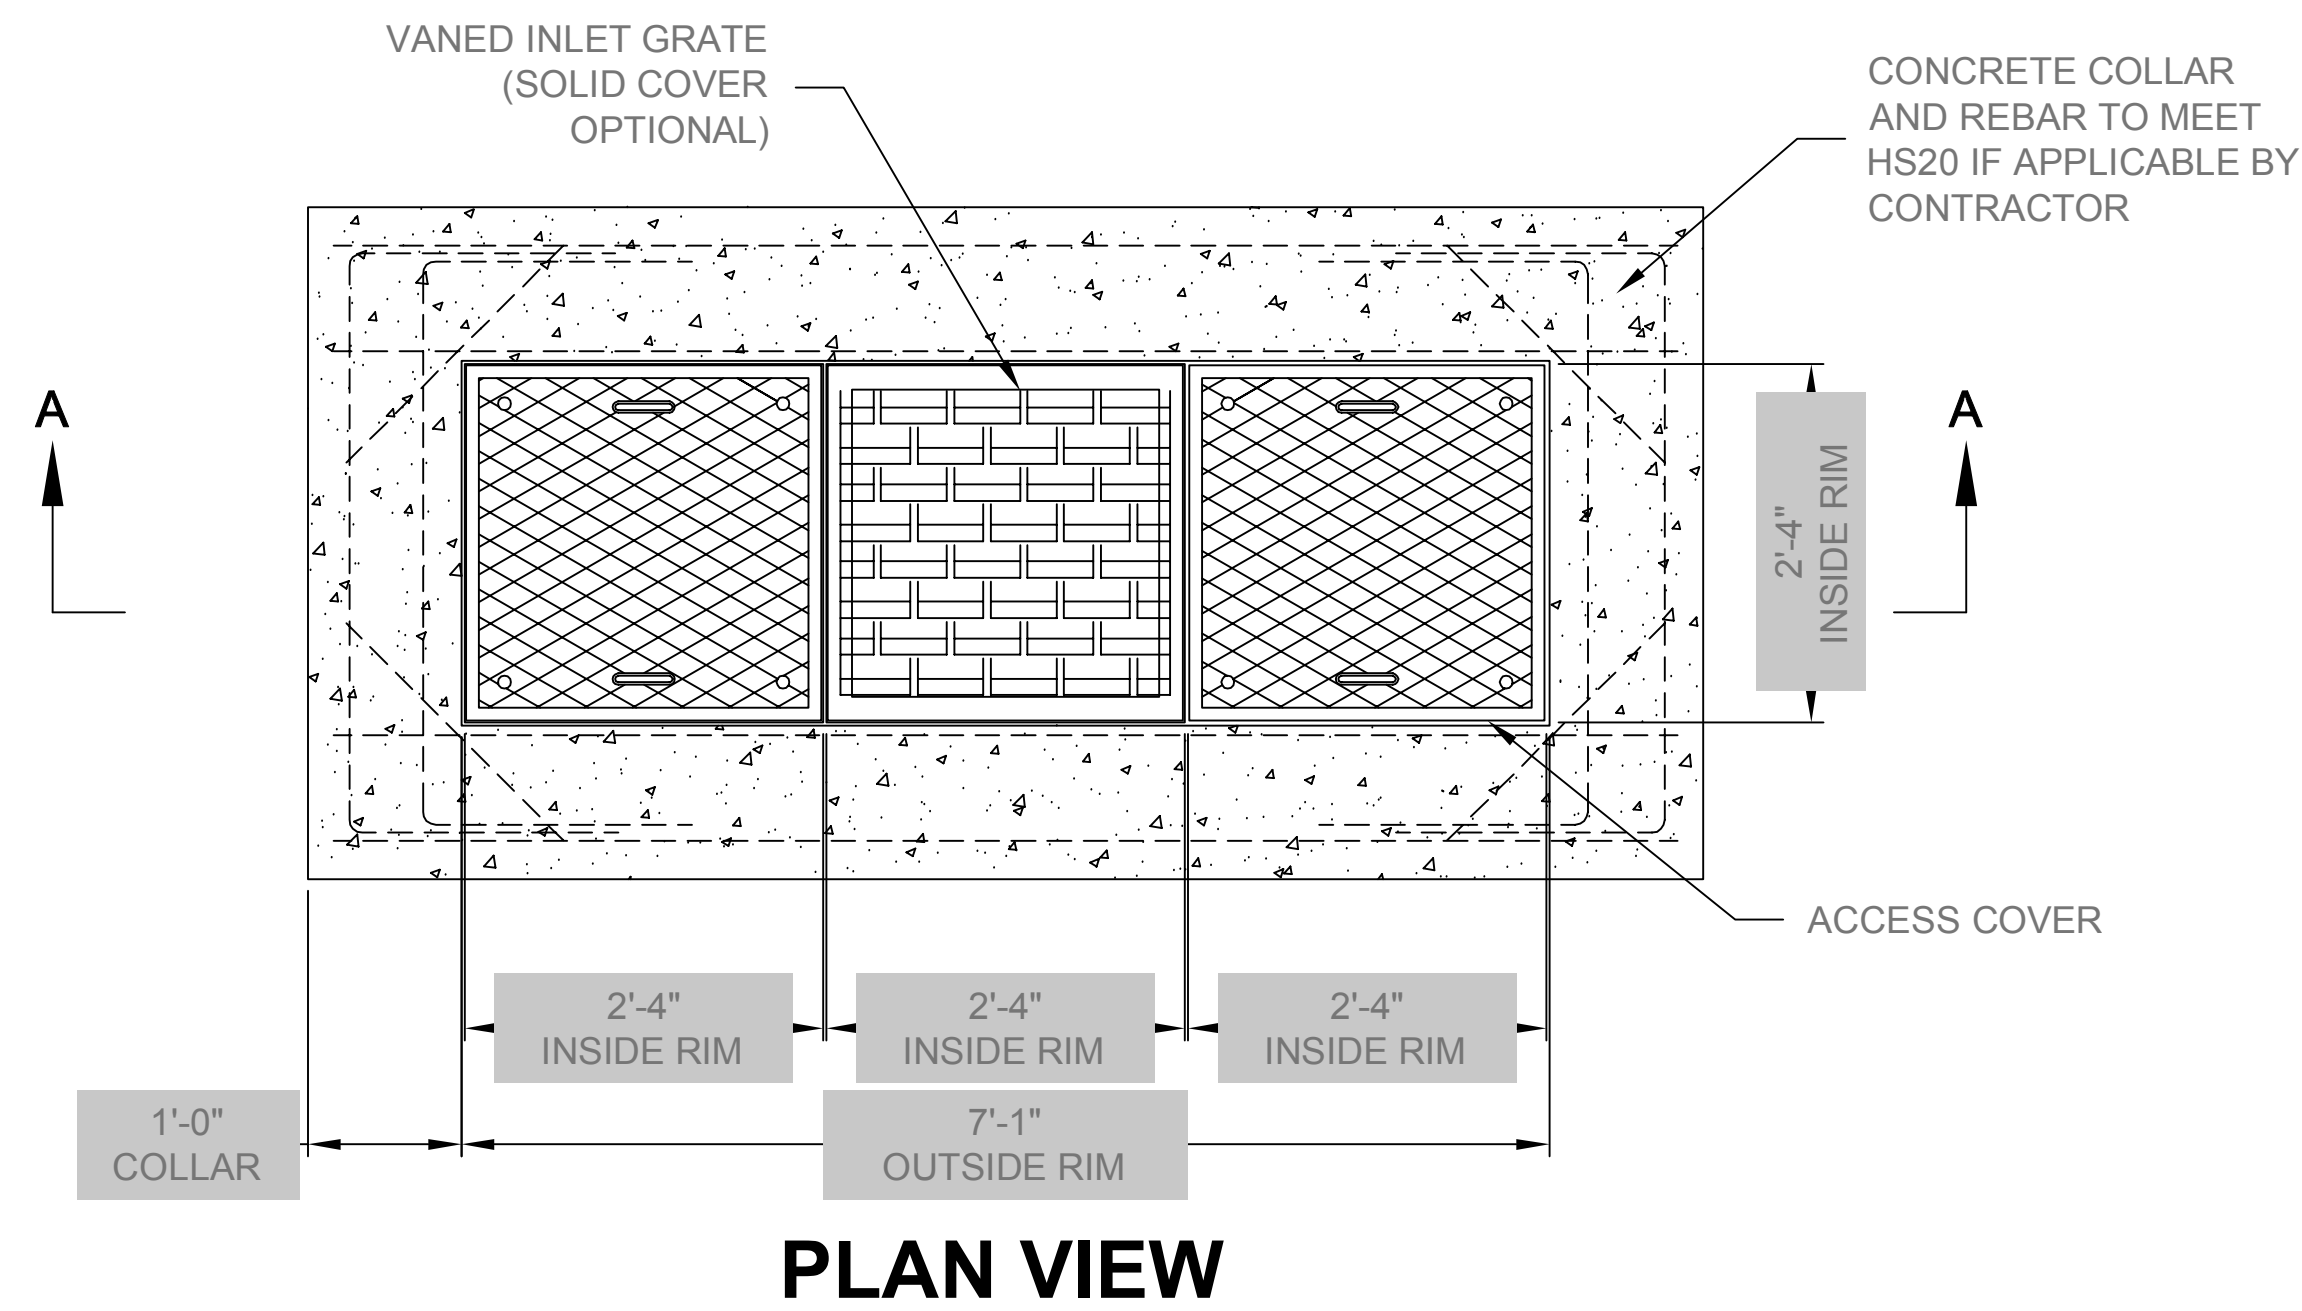 VANED INLET GRATE
(SOLID COVER
OPTIONAL)
CONCRETE COLLAR
AND REBAR TO MEET
HS20 IF APPLICABLE BY
CONTRACTOR
A
A
2'-4"
INSIDE RIM
ACCESS COVER
2'-4"
INSIDE RIM
2'-4"
INSIDE RIM
2'-4"
INSIDE RIM
1'-0"
COLLAR
7'-1"
OUTSIDE RIM
PLAN VIEW